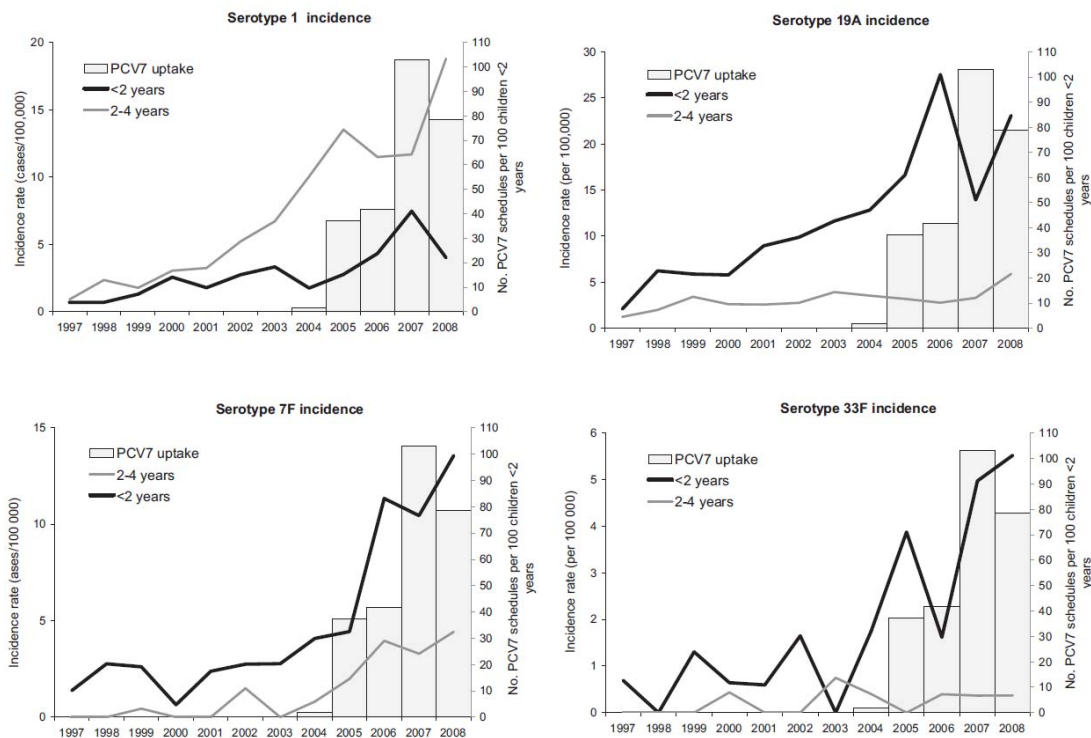 Serotype 1 incidence
20
15
10
5
0
PCV7 uptake
<2 years
2-4 years
110
100
90
80
70
60
50
40
30
20
10
0
1997 1998 1999 2000 2001 2002 2003 2004 2005 2006 2007 2008
Incidence rate (cases/100,000)
No. PCV7 schedules per 100 children <2
years
Serotype 19A incidence
30
25
20
15
10
5
0
PCV7 uptake
<2 years
2-4 years
110
100
90
80
70
60
50
40
30
20
10
0
1997 1998 1999 2000 2001 2002 2003 2004 2005 2006 2007 2008
Incidence rate (per 100,000)
No. PCV7 schedules per 100 children <2
years
Serotype 7F incidence
15
10
5
0
PCV7 uptake
2-4 years
<2 years
110
100
90
80
70
60
50
40
30
20
10
0
1997 1998 1999 2000 2001 2002 2003 2004 2005 2006 2007 2008
Incidence rate (ases/100 000)
No. PCV7 schedules per 100 children <2
years
Serotype 33F incidence
6
5
4
3
2
1
0
PCV7 uptake
<2 years
2-4 years
110
100
90
80
70
60
50
40
30
20
10
0
1997 1998 1999 2000 2001 2002 2003 2004 2005 2006 2007 2008
Incidence rate (per 100 000)
No. PCV7 schedules per 100 children <2
years